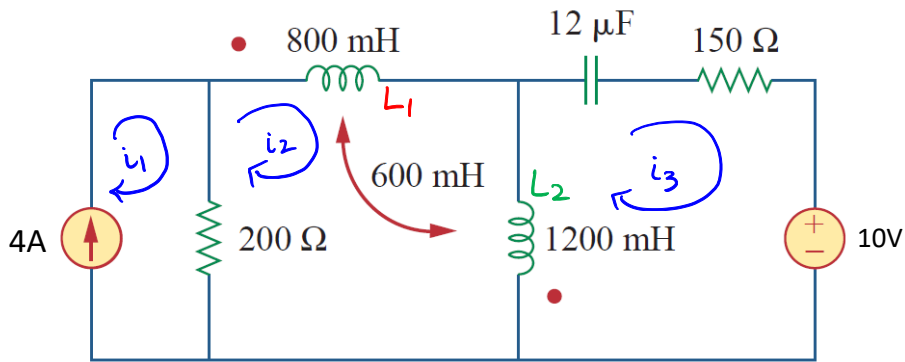 800 mH
12 μF
150 Ω
L1
i1
i2
600 mH
i3
L2
4A
200 Ω
1200 mH
+
−
10V